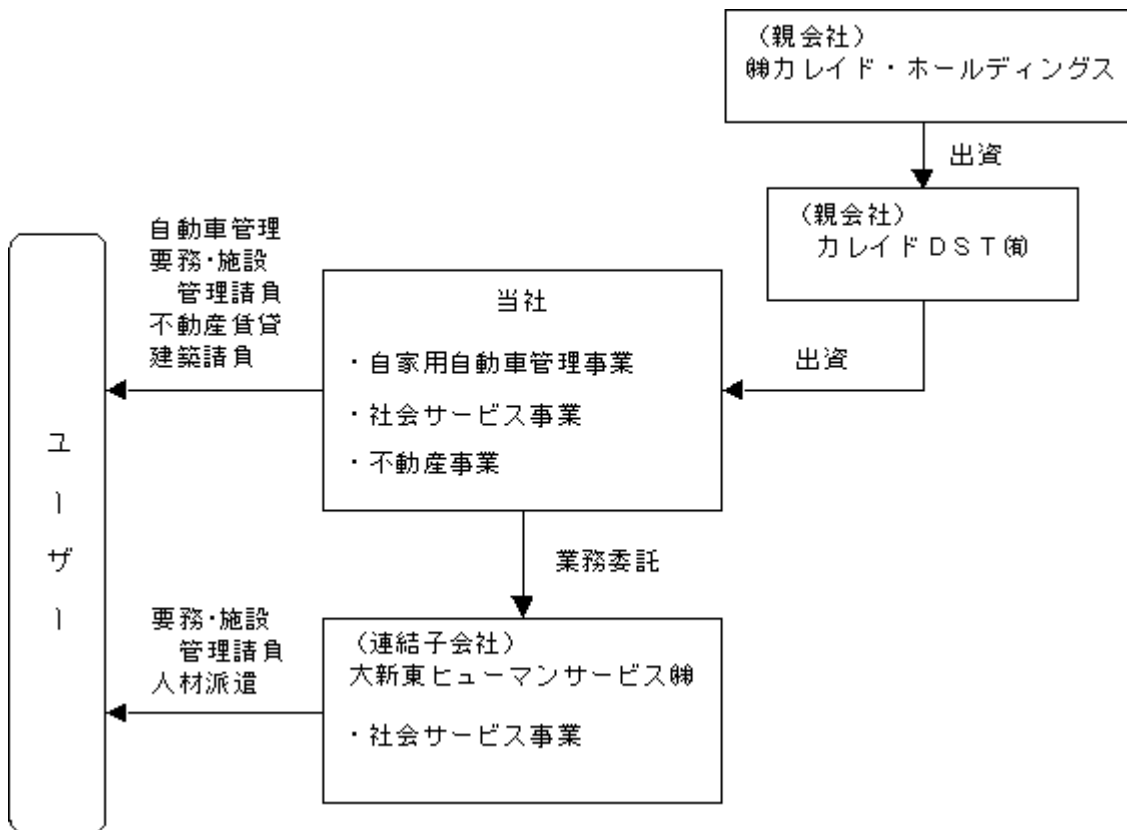 (親会社)
㈱カレイド・ホールディングス
出資
(親会社)
カレイドDST㈲
出資
自動車管理
要務・施設
管理請負
不動産賃貸
建築請負
当社
・自家用自動車管理事業
・社会サービス事業
・不動産事業
業務委託
ユーザー
要務・施設
管理請負
人材派遣
(連結子会社)
大新東ヒューマンサービス㈱
・社会サービス事業